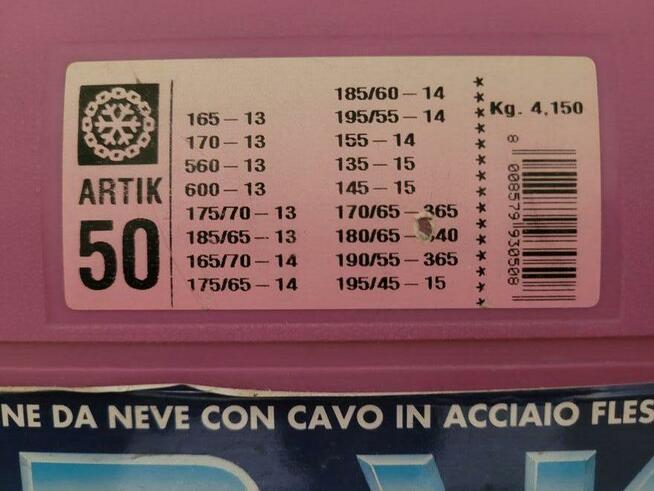 ARTIK
50
165 – 13
170 – 13
560 – 13
600 – 13
175/70 – 13
185/65 – 13
165/70 – 14
175/65 – 14
185/60 – 14
195/55 – 14
155 – 14
135 – 15
145 – 15
170/65 – 365
180/65 – 340
190/55 – 365
195/45 – 15
Kg. 4,150
8 008579 930508
NE DA NEVE CON CAVO IN ACCIAIO FLES